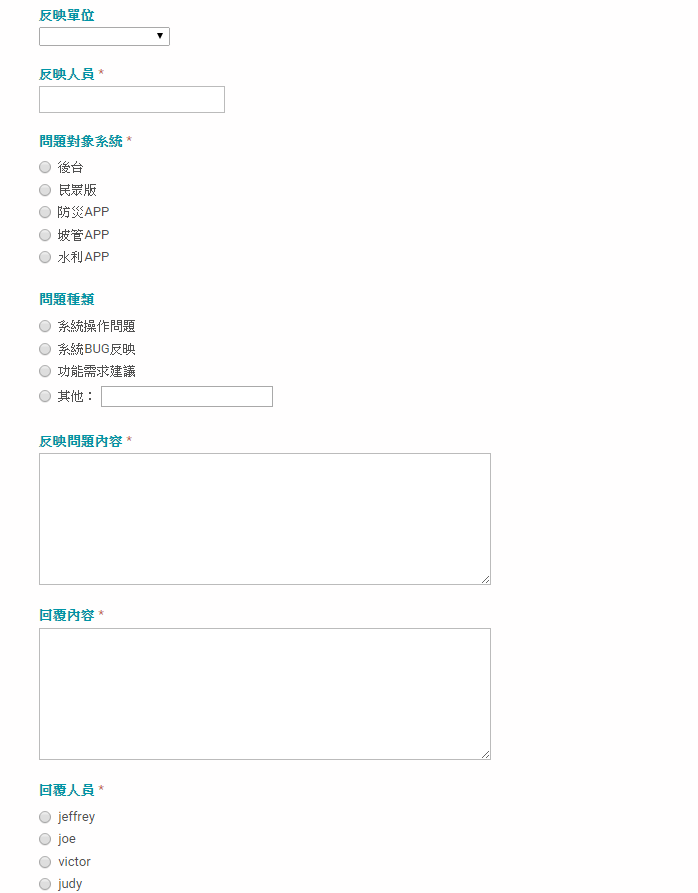 反映單位
反映人員 *
問題對象系統 *
後台
民眾版
防災APP
坡管APP
水利APP
問題種類
系統操作問題
系統BUG反映
功能需求建議
其他：
反映問題內容 *
回覆內容 *
回覆人員 *
jeffrey
joe
victor
judy